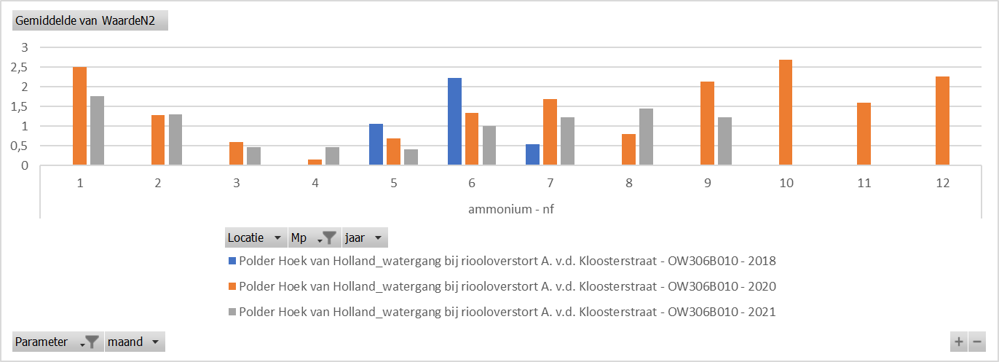 Gemiddelde van WaardeN2
3
2,5
2
1,5
1
0,5
0
1 2 3 4 5 6 7 8 9 10 11 12
ammonium - nf
Locatie Mp jaar
Polder Hoek van Holland_watergang bij riooloverstort A. v.d. Kloosterstraat - OW306B010 - 2018
Polder Hoek van Holland_watergang bij riooloverstort A. v.d. Kloosterstraat - OW306B010 - 2020
Polder Hoek van Holland_watergang bij riooloverstort A. v.d. Kloosterstraat - OW306B010 - 2021
Parameter maand + −